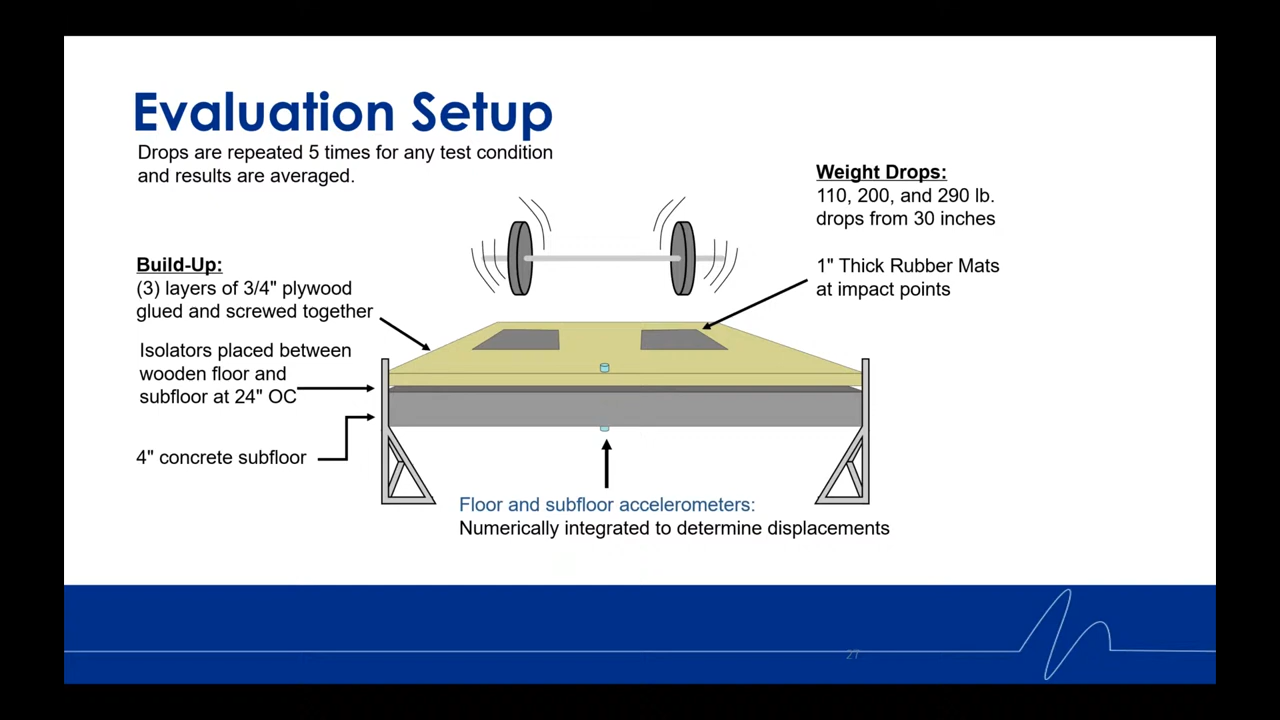 Evaluation Setup
Drops are repeated 5 times for any test condition
and results are averaged.
Weight Drops:
110, 200, and 290 lb.
drops from 30 inches
1" Thick Rubber Mats
at impact points
Build-Up:
(3) layers of 3/4" plywood
glued and screwed together
Isolators placed between
wooden floor and
subfloor at 24" OC
4" concrete subfloor
Floor and subfloor accelerometers:
Numerically integrated to determine displacements
27